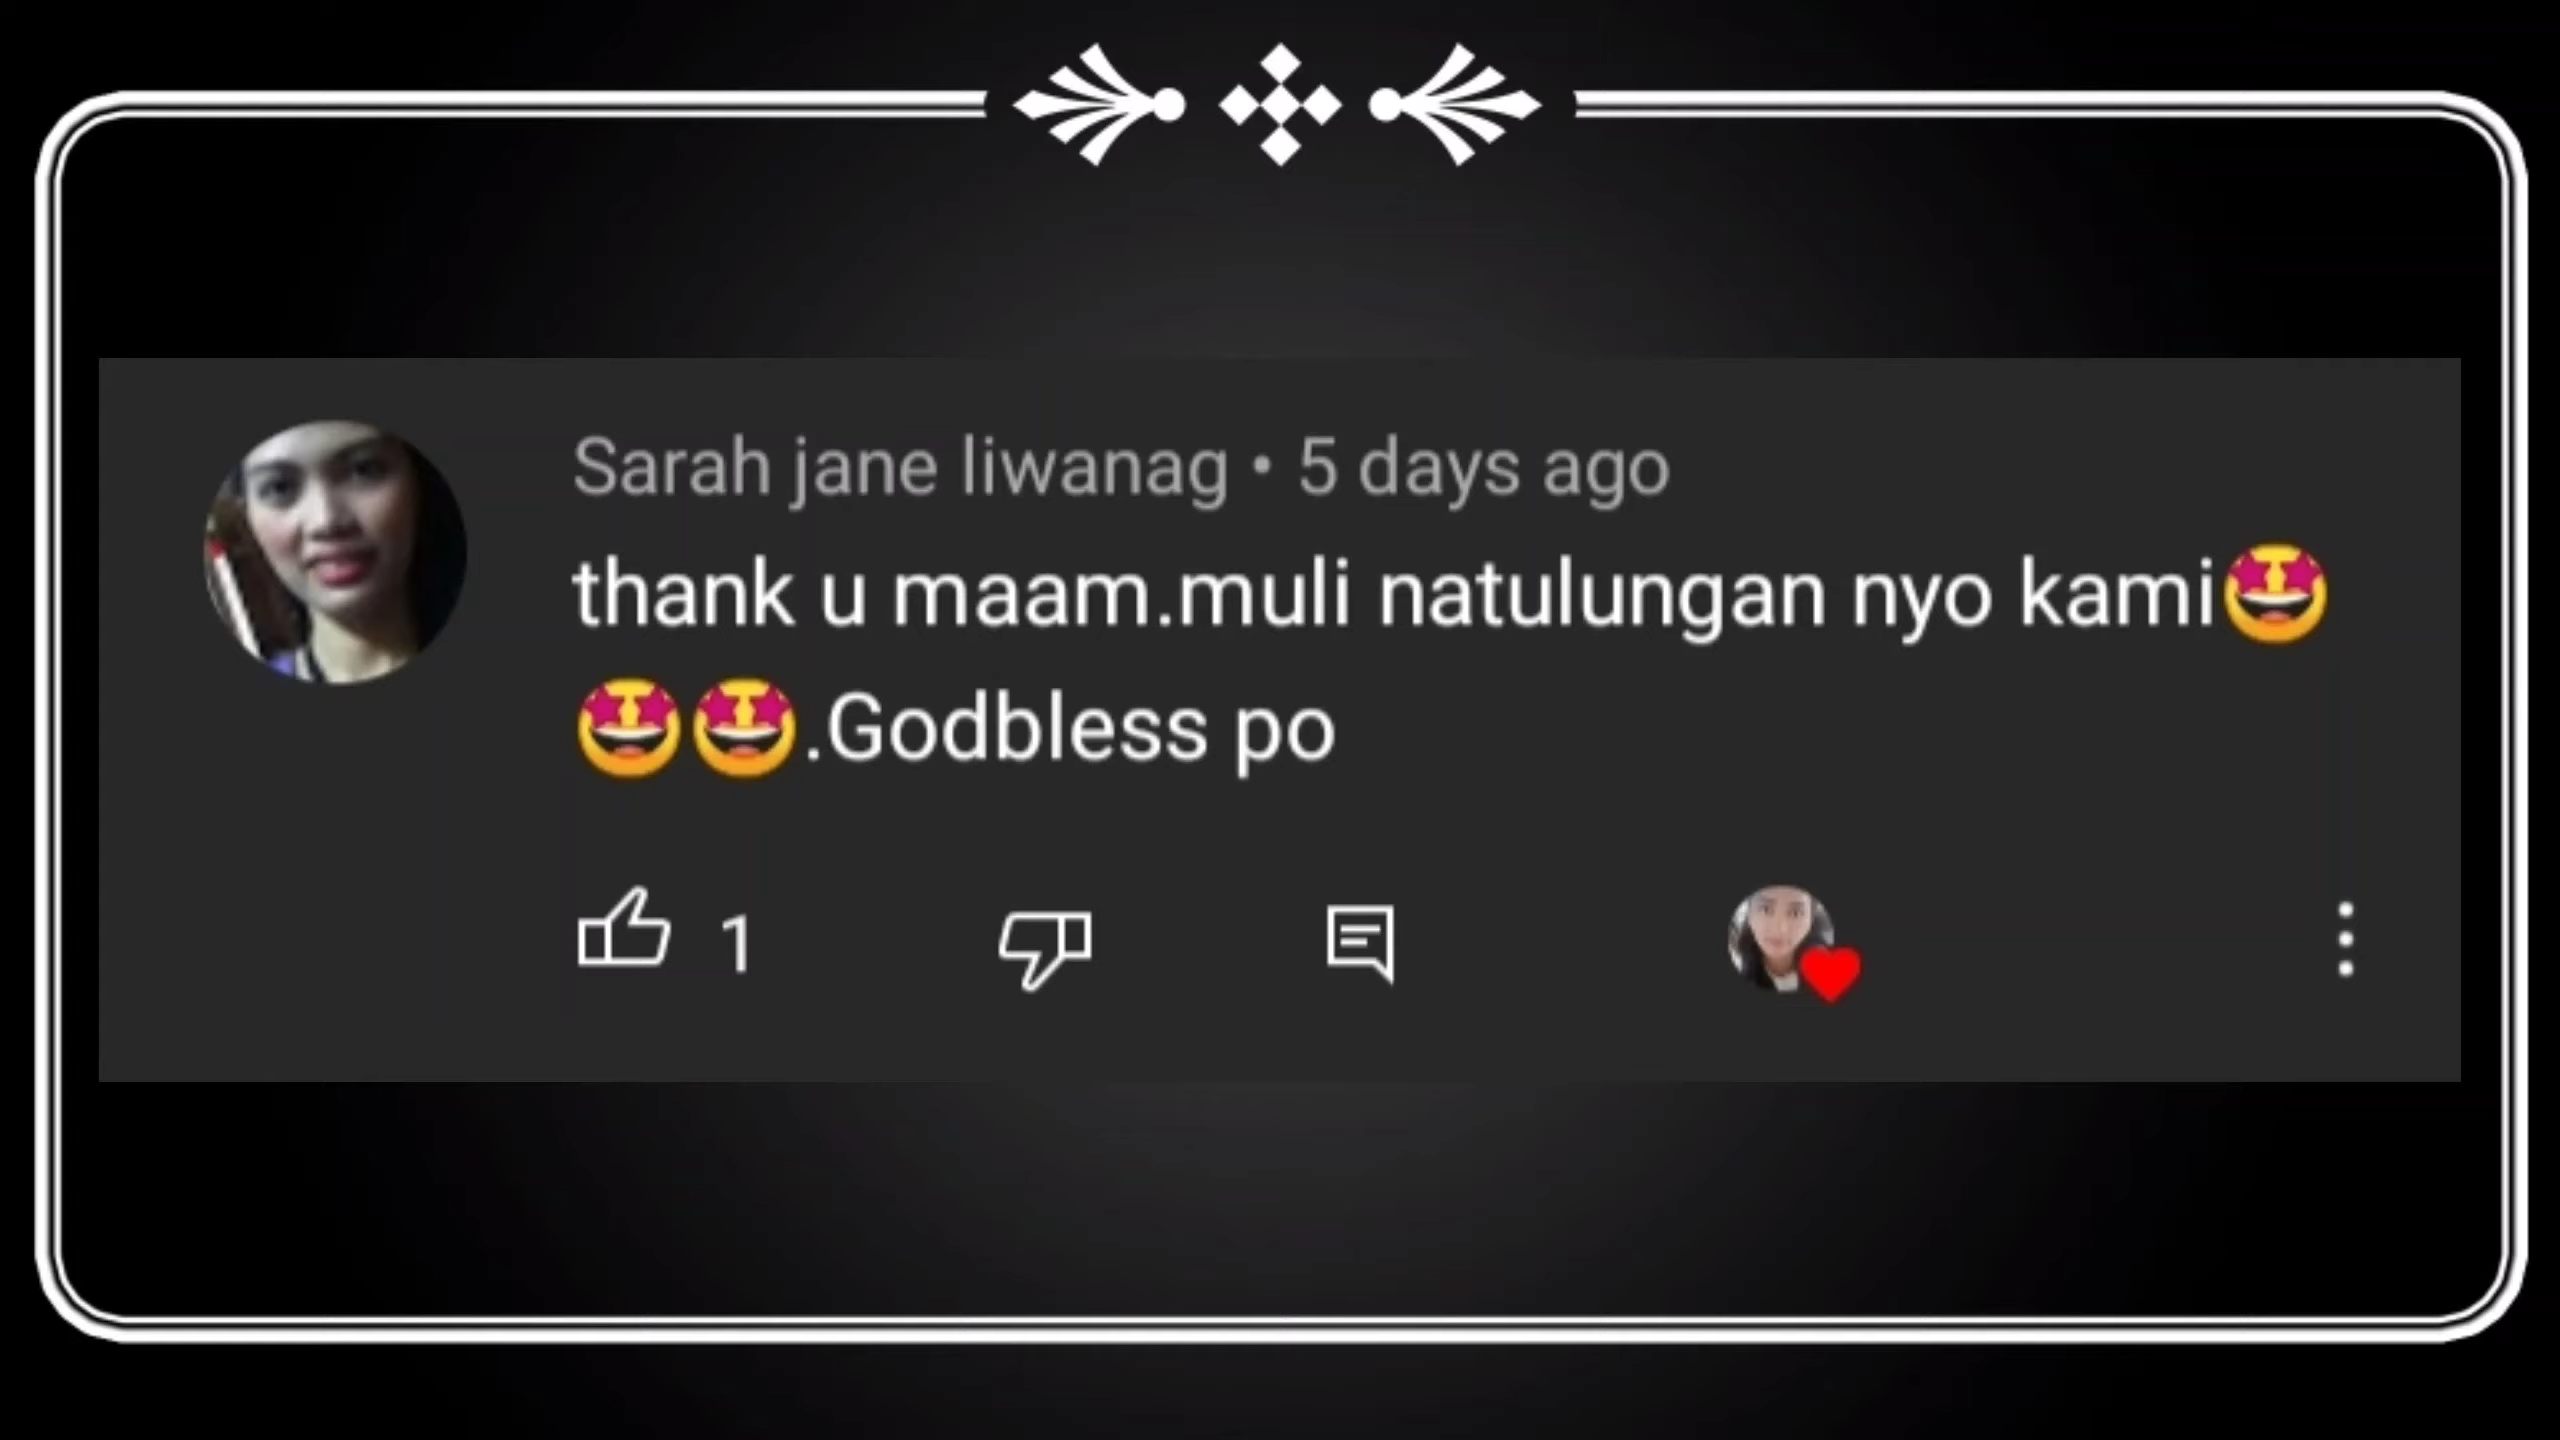 Sarah jane liwanag • 5 days ago
thank u maam.muli natulungan nyo kami🤩
🤩🤩.Godbless po
1